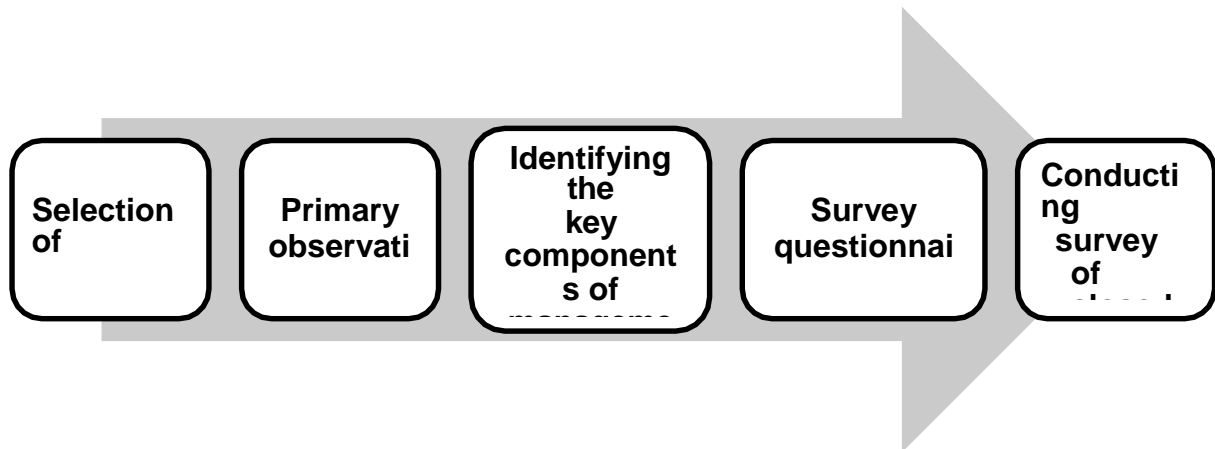 Selection
of
Primary
observati
Identifying
the
key
component
s of
Survey
questionnai
Conducti
ng
survey
of